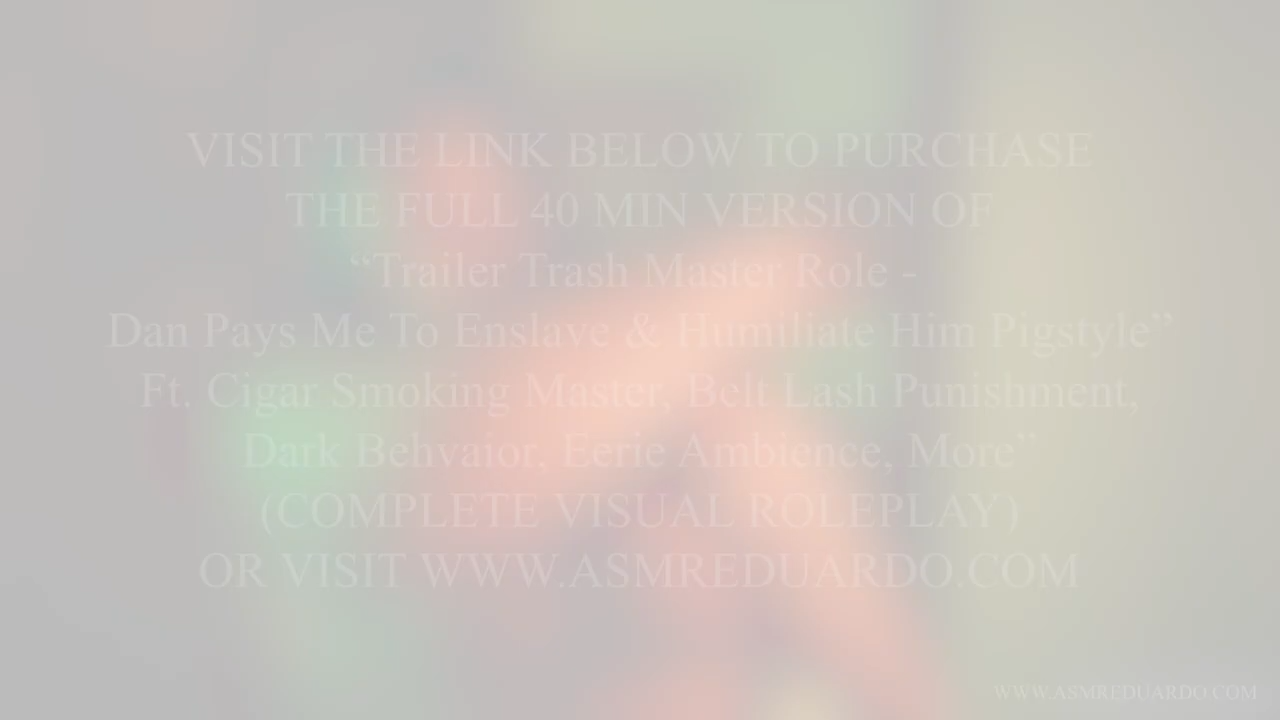 VISIT THE LINK BELOW TO PURCHASE
THE FULL 40 MIN VERSION OF
“Trailer Trash Master Role -
Dan Pays Me To Enslave & Humiliate Him Pigstyle”
Ft. Cigar Smoking Master, Belt Lash Punishment,
Dark Behvaior, Eerie Ambience, More”
(COMPLETE VISUAL ROLEPLAY)
OR VISIT WWW.ASMREDUARDO.COM
WWW.ASMREDUARDO.COM